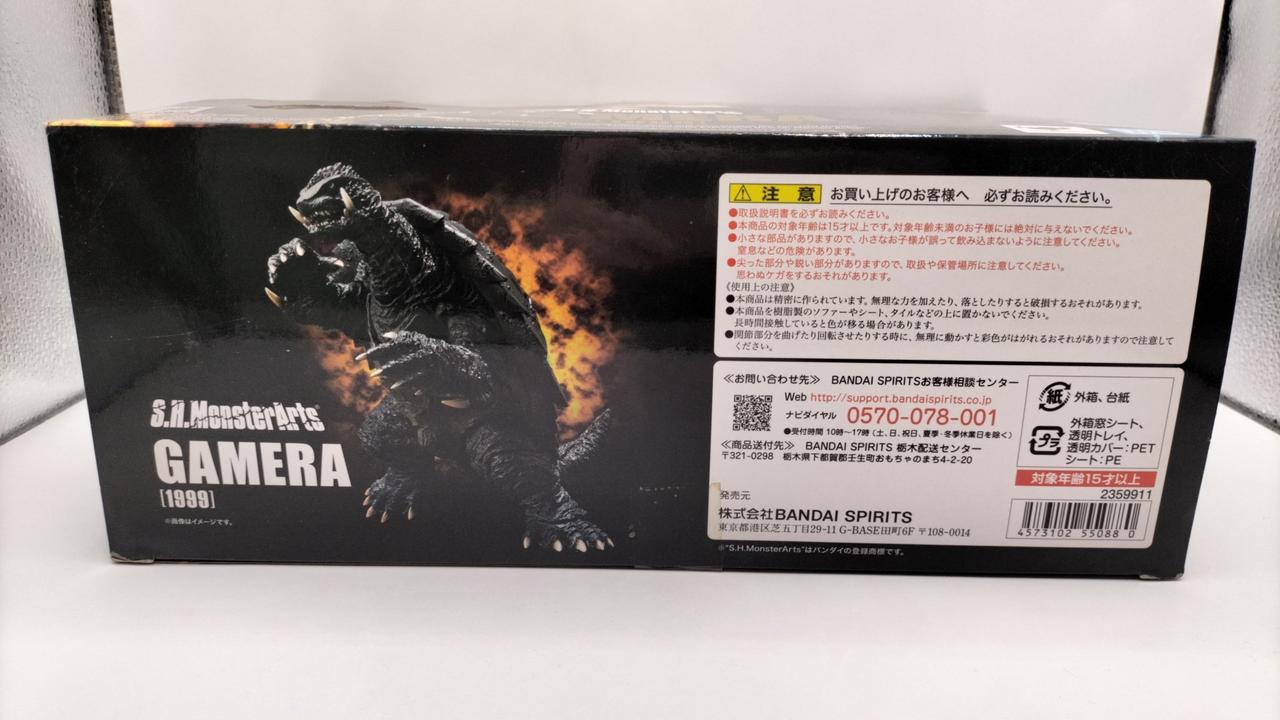 S.H.MonsterArts
GAMERA
[1999]
※画像はイメージです。
注意 お買い上げのお客様へ 必ずお読みください。
●取扱説明書を必ずお読みください。
●本商品の対象年齢は15才以上です。対象年齢未満のお子様には絶対に与えないでください。
●小さな部品がありますので、小さなお子様が誤って飲み込まないように注意してください。
窒息などの危険があります。
●尖った部分や鋭い部分がありますので、取扱や保管場所に注意してください。
思わぬケガをするおそれがあります。
《使用上の注意》
●本商品は精密に作られています。無理な力を加えたり、落としたりすると破損するおそれがあります。
●本商品を樹脂製のソファーやシート、タイルなどの上に置かないでください。
長時間接触していると色が移る場合があります。
●関節部分を曲げたり回転させたりする時に、無理に動かすと彩色がはがれるおそれがありますので注意して
ください。
≪お問い合わせ先≫ BANDAI SPIRITSお客様相談センター
Web http://support.bandaispirits.co.jp
ナビダイヤル 0570-078-001
●受付時間 10時〜17時（土、日、祝日、夏季・冬季休業日を除く）
≪商品送付先≫ BANDAI SPIRITS 栃木配送センター
〒321-0298 栃木県下都賀郡壬生町おもちゃのまち4-2-20
発売元
株式会社BANDAI SPIRITS
東京都港区芝五丁目29-11 G-BASE田町6F 〒108-0014
※"S.H.MonsterArts"はバンダイの登録商標です。
紙 外箱、台紙
プラ 外箱窓シート、
透明トレイ、
透明カバー：PET
シート：PE
対象年齢15才以上
2359911
4573102 55088 0